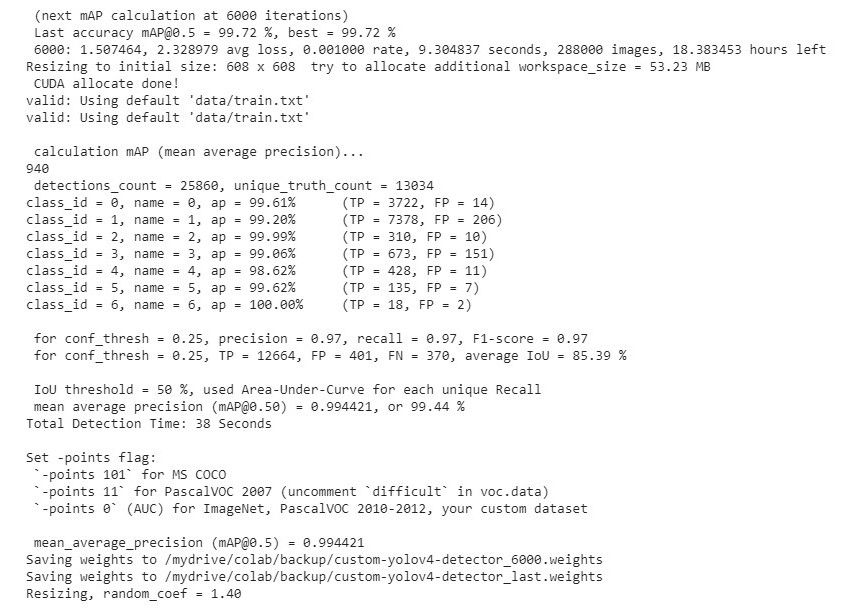 (next mAP calculation at 6000 iterations)
Last accuracy mAP@0.5 = 99.72 %, best = 99.72 %
6000: 1.507464, 2.328979 avg loss, 0.001000 rate, 9.304837 seconds, 288000 images, 18.383453 hours left
Resizing to initial size: 608 x 608  try to allocate additional workspace_size = 53.23 MB
CUDA allocate done!
valid: Using default 'data/train.txt'
valid: Using default 'data/train.txt'
calculation mAP (mean average precision)...
940
detections_count = 25860, unique_truth_count = 13034
class_id = 0, name = 0, ap = 99.61%      (TP = 3722, FP = 14)
class_id = 1, name = 1, ap = 99.20%      (TP = 7378, FP = 206)
class_id = 2, name = 2, ap = 99.99%      (TP = 310, FP = 10)
class_id = 3, name = 3, ap = 99.06%      (TP = 673, FP = 151)
class_id = 4, name = 4, ap = 98.62%      (TP = 428, FP = 11)
class_id = 5, name = 5, ap = 99.62%      (TP = 135, FP = 7)
class_id = 6, name = 6, ap = 100.00%     (TP = 18, FP = 2)
for conf_thresh = 0.25, precision = 0.97, recall = 0.97, F1-score = 0.97
for conf_thresh = 0.25, TP = 12664, FP = 401, FN = 370, average IoU = 85.39 %
IoU threshold = 50 %, used Area-Under-Curve for each unique Recall
mean average precision (mAP@0.50) = 0.994421, or 99.44 %
Total Detection Time: 38 Seconds
Set -points flag:
`-points 101` for MS COCO
`-points 11` for PascalVOC 2007 (uncomment `difficult` in voc.data)
`-points 0` (AUC) for ImageNet, PascalVOC 2010-2012, your custom dataset
mean_average_precision (mAP@0.5) = 0.994421
Saving weights to /mydrive/colab/backup/custom-yolov4-detector_6000.weights
Saving weights to /mydrive/colab/backup/custom-yolov4-detector_last.weights
Resizing, random_coef = 1.40